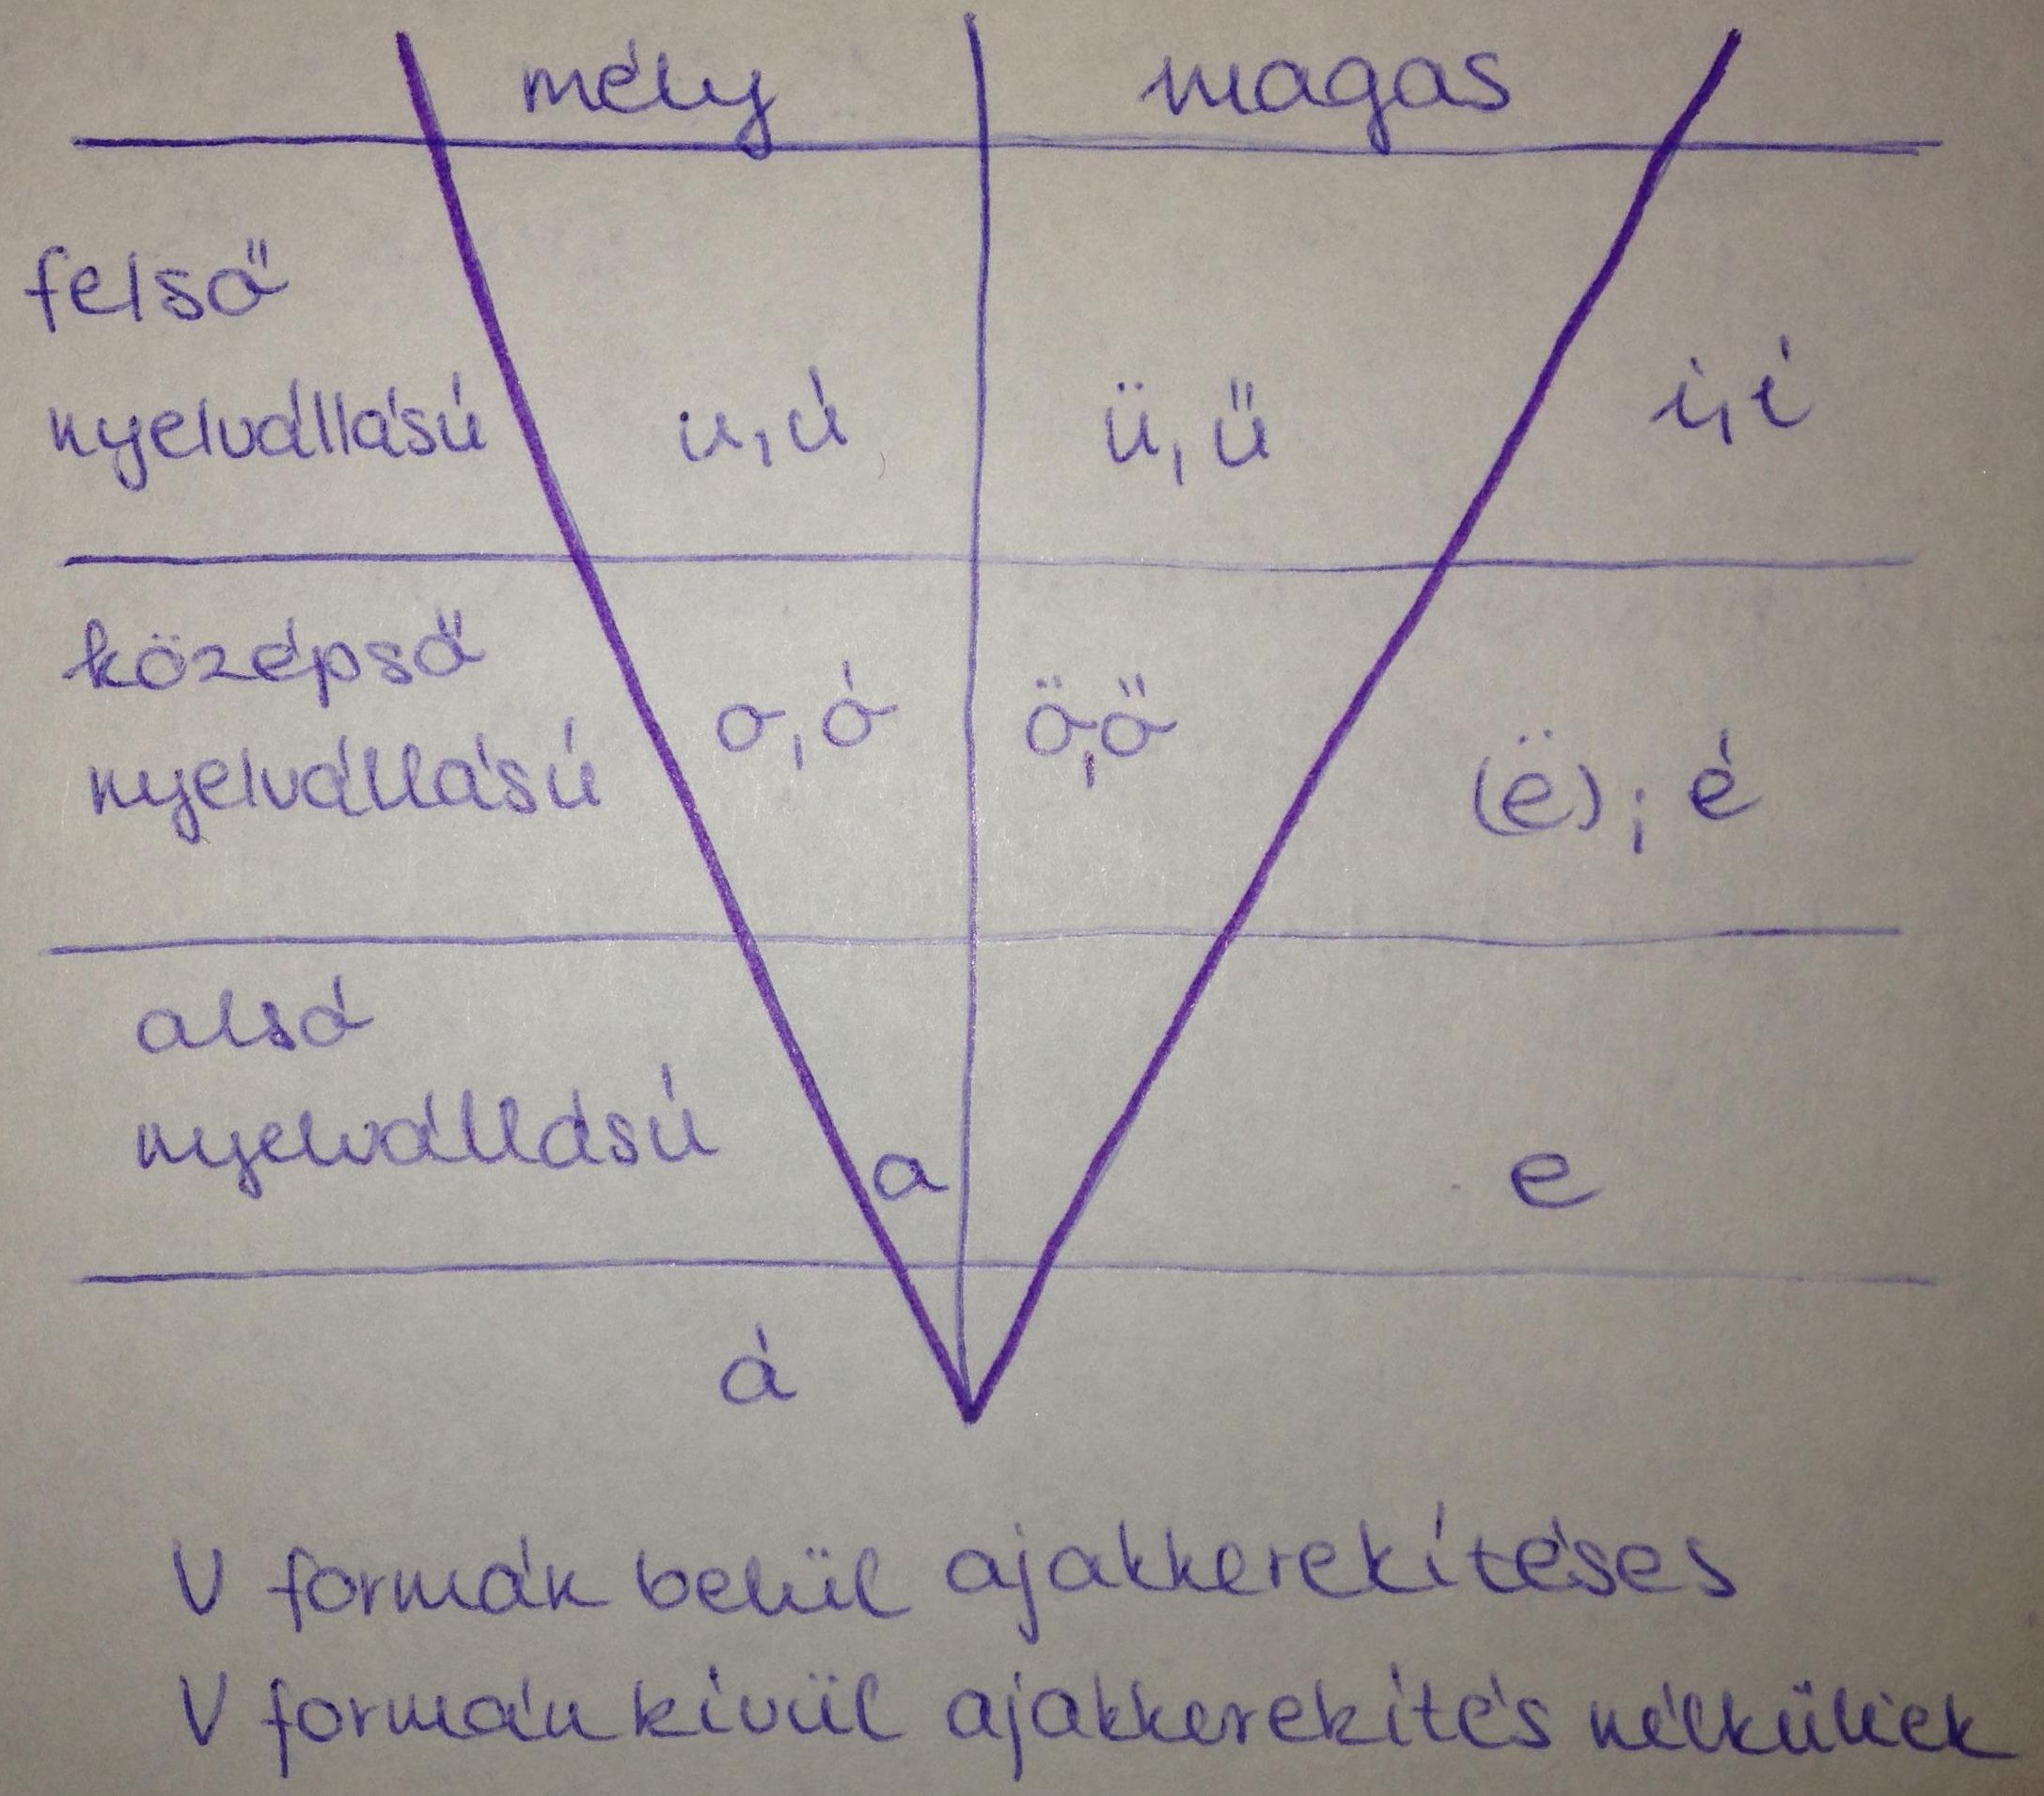 mély magas
felső
nyelvállású u, ú ü, ű i, í
középső
nyelvállású o, ó ö, ő (ë); é
alsó
nyelvállású a e
á
V formán belül ajakkerekítéses
V formán kívül ajakkerekítés nélküliek